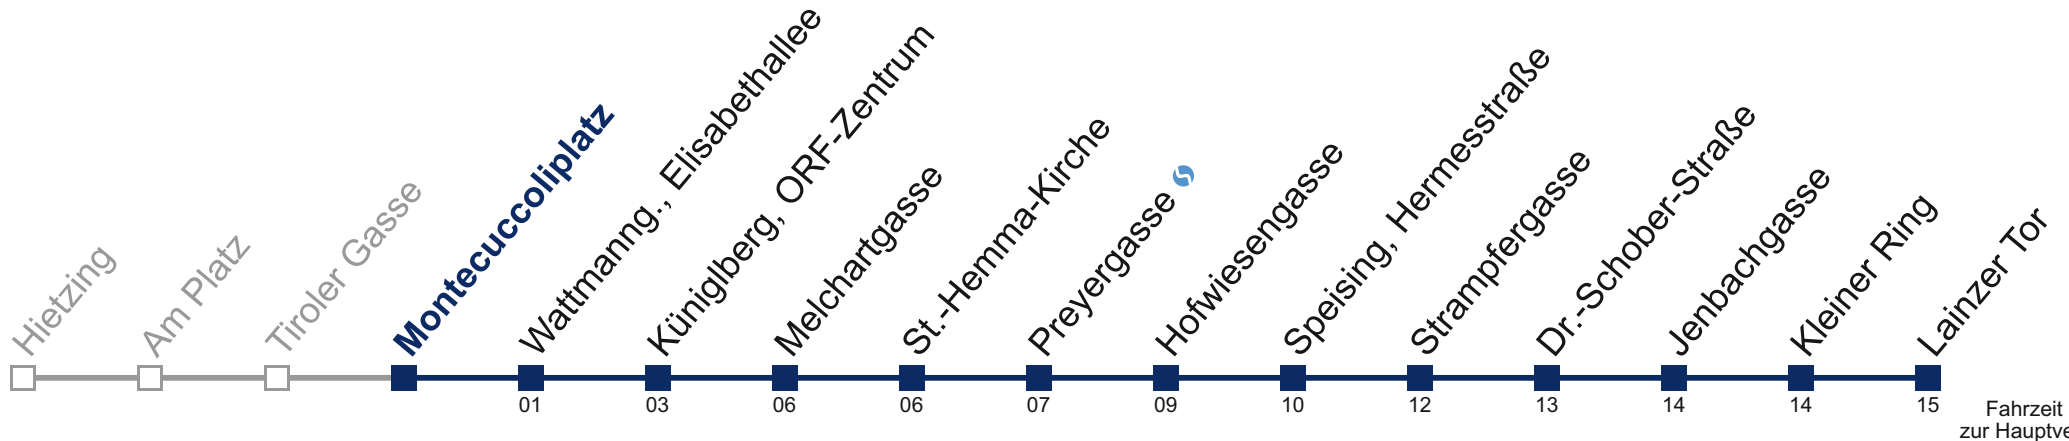 Hietzing
Am Platz
Tiroler Gasse
Montecuccoliplatz
Wattmanng., Elisabethallee
Küniglberg, ORF-Zentrum
Melchartgasse
St.-Hemma-Kirche
Preyergasse
Hofwiesengasse
Speising, Hermesstraße
Strampfergasse
Dr.-Schober-Straße
Jenbachgasse
Kleiner Ring
Lainzer Tor
01 03 06 06 07 09 10 12 13 14 14 15
Fahrzeit
zur Hauptve